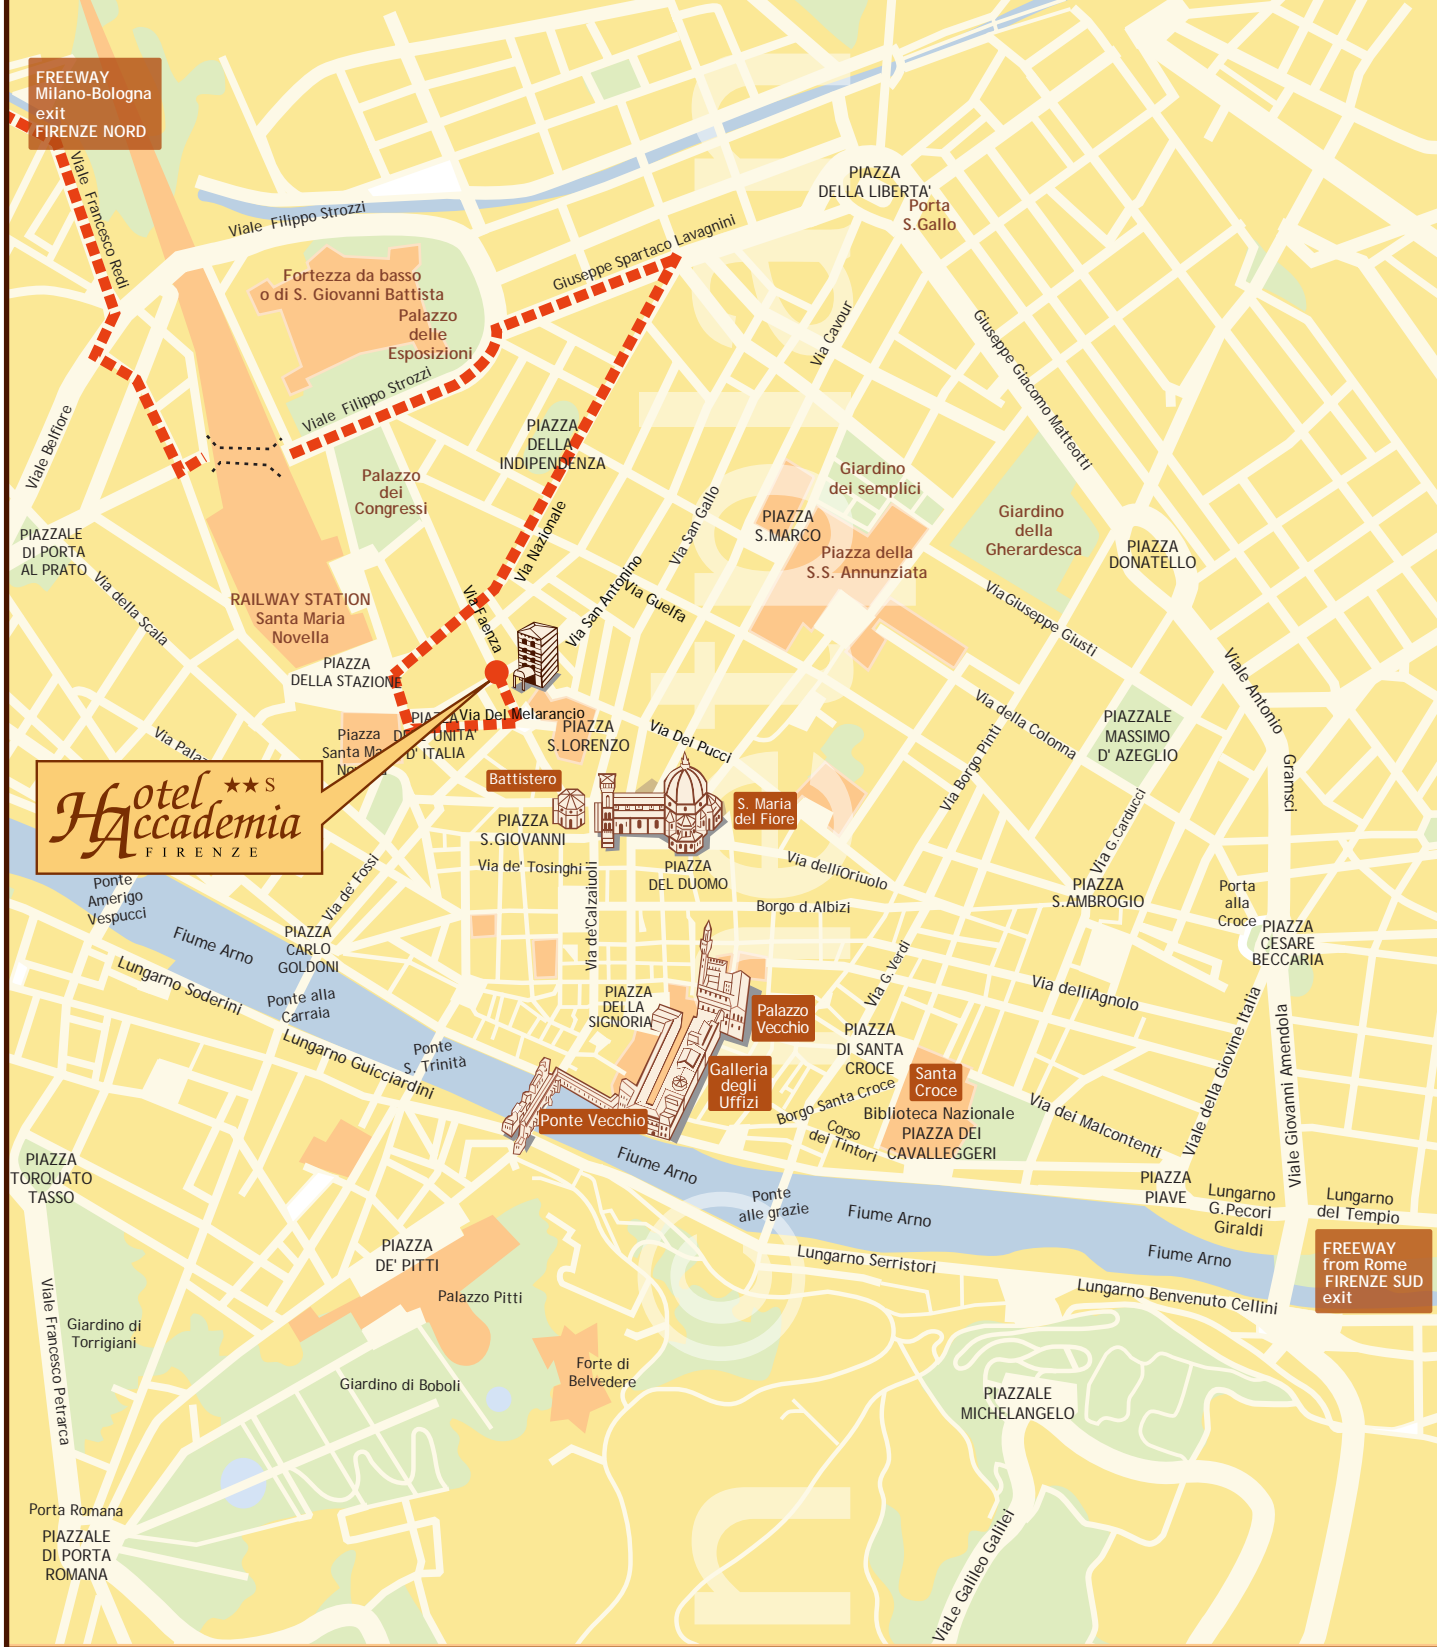 FREEWAY
Milano-Bologna
exit
FIRENZE NORD
Viale Francesco Redi
Viale Filippo Strozzi
Giuseppe Spartaco Lavagnini
PIAZZA
DELLA LIBERTA'
Porta
S.Gallo
Fortezza da basso
o di S. Giovanni Battista
Palazzo
delle
Esposizioni
Viale Filippo Strozzi
Via Cavour
Giuseppe Giacomo Matteotti
Viale Belfiore
PIAZZA
DELLA
INDIPENDENZA
Palazzo
dei
Congressi
Giardino
dei semplici
PIAZZA
S.MARCO
Piazza della
S.S. Annunziata
Giardino
della
Gherardesca
PIAZZA
DONATELLO
PIAZZALE
DI PORTA
AL PRATO
Via della Scala
RAILWAY STATION
Santa Maria
Novella
PIAZZA
DELLA STAZIONE
Via Nazionale
Via Faenza
Via San Antonino
Via San Gallo
Via Guelfa
Via Giuseppe Giusti
Viale Antonio
Gramsci
Via Del Melarancio
D' ITALIA
Piazza
PIAZZA
S.LORENZO
Via Dei Pucci
Via della Colonna
Via Borgo Pinti
PIAZZALE
MASSIMO
D' AZEGLIO
Hotel ★★ S
Accademia
FIRENZE
Battistero
PIAZZA
S.GIOVANNI
S. Maria
del Fiore
Via de' Tosinghi
PIAZZA
DEL DUOMO
Via dellíOriuolo
Via G.Carducci
Borgo d.Albizi
PIAZZA
S.AMBROGIO
Porta
alla
Croce
PIAZZA
CESARE
BECCARIA
Ponte
Amerigo
Vespucci
Via de' Fossi
Fiume Arno
PIAZZA
CARLO
GOLDONI
Via de'Calzaiuoli
Lungarno Soderini
Ponte alla
Carraia
Lungarno Guicciardini
Ponte
S. Trinità
PIAZZA
DELLA
SIGNORIA
Palazzo
Vecchio
Galleria
degli
Uffizi
Via G. Verdi
PIAZZA
DI SANTA
CROCE
Via dellíAgnolo
Santa
Croce
Borgo Santa Croce
Corso
dei Tintori
Biblioteca Nazionale
PIAZZA DEI
CAVALLEGGERI
Via dei Malcontenti
Viale della Giovine Italia
Viale Giovanni Amendola
Ponte Vecchio
Fiume Arno
Ponte
alle grazie
Fiume Arno
PIAZZA
PIAVE
Lungarno
G.Pecori
Giraldi
Lungarno
del Tempio
FREEWAY
from Rome
FIRENZE SUD
exit
Fiume Arno
Lungarno Serristori
Lungarno Benvenuto Cellini
PIAZZA
TORQUATO
TASSO
PIAZZA
DE' PITTI
Palazzo Pitti
Viale Francesco Petrarca
Giardino di
Torrigiani
Giardino di Boboli
Forte di
Belvedere
PIAZZALE
MICHELANGELO
Porta Romana
PIAZZALE
DI PORTA
ROMANA
ViaLe Galileo Galilei